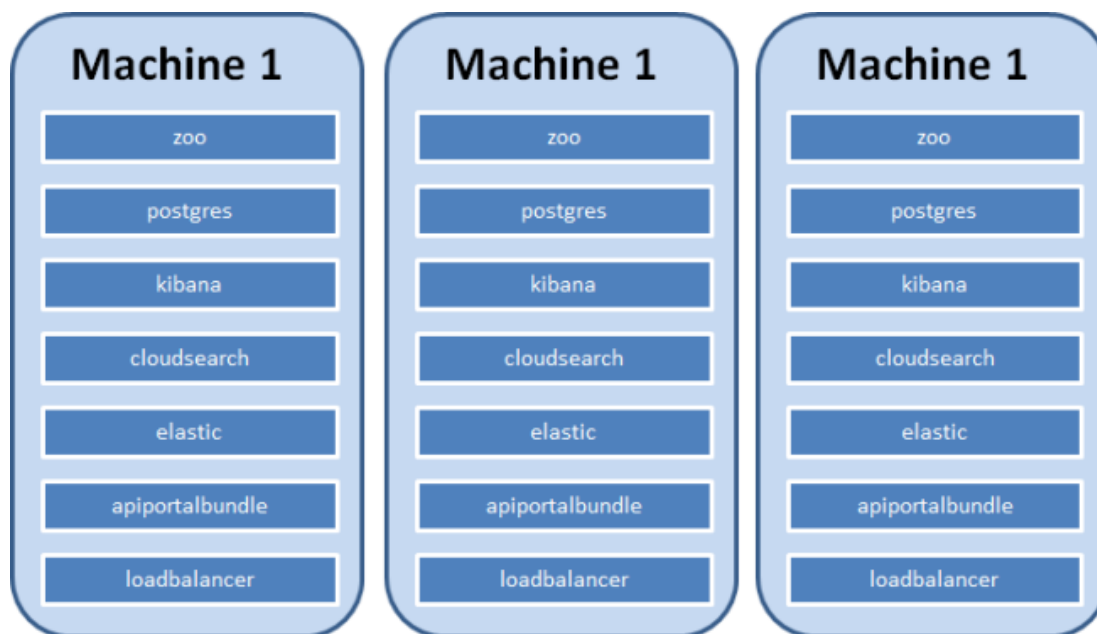 Machine 1
zoo
postgres
kibana
cloudsearch
elastic
apiportalbundle
loadbalancer
Machine 1
zoo
postgres
kibana
cloudsearch
elastic
apiportalbundle
loadbalancer
Machine 1
zoo
postgres
kibana
cloudsearch
elastic
apiportalbundle
loadbalancer